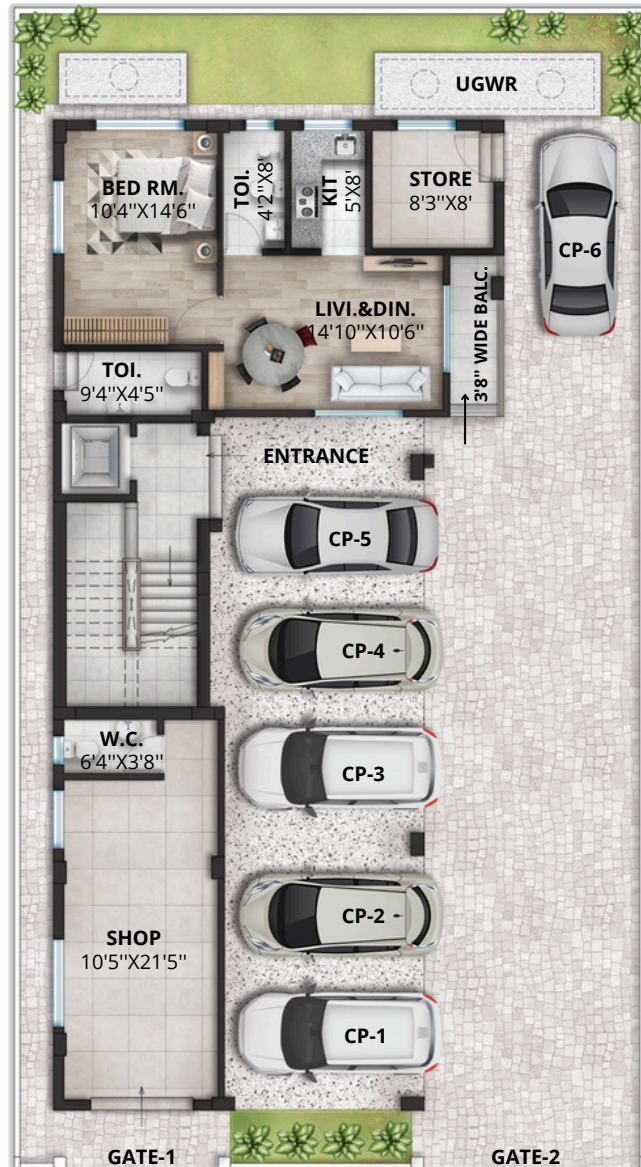 UGWR
BED RM.
10'4''X14'6''
TOI.
4'2''X8'
KIT
5'X8'
STORE
8'3''X8'
CP-6
LIVI.&DIN.
14'10''X10'6''
3'8'' WIDE BALC.
TOI.
9'4''X4'5''
ENTRANCE
CP-5
CP-4
CP-3
W.C.
6'4''X3'8''
CP-2
SHOP
10'5''X21'5''
CP-1
GATE-1
GATE-2